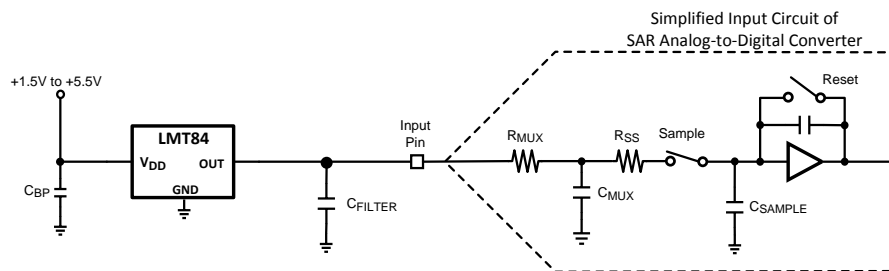 Simplified Input Circuit of
SAR Analog-to-Digital Converter
+1.5V to +5.5V
Reset
LMT84
Input
Pin
RMUX
RSS
Sample
VDD
OUT
GND
CBP
CFILTER
CMUX
CSAMPLE